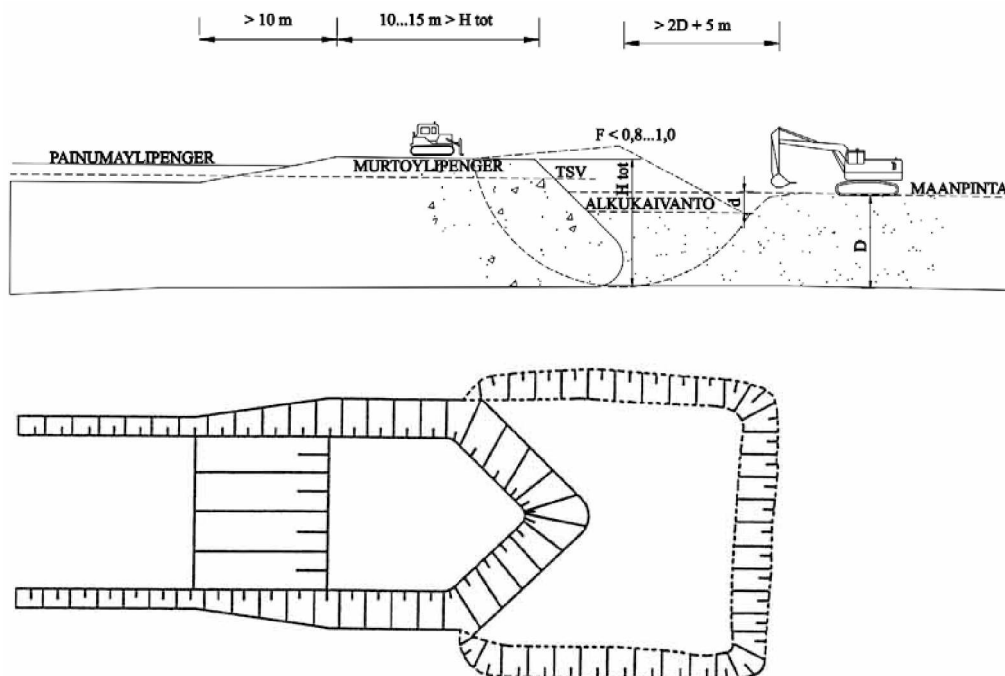 > 10 m
10...15 m > H tot
> 2D + 5 m
F < 0,8...1,0
PAINUMAYLIPENGER
MURTOYLIPENGER
TSV
H tot
d
MAANPINTA
ALKUKAIVANTO
D